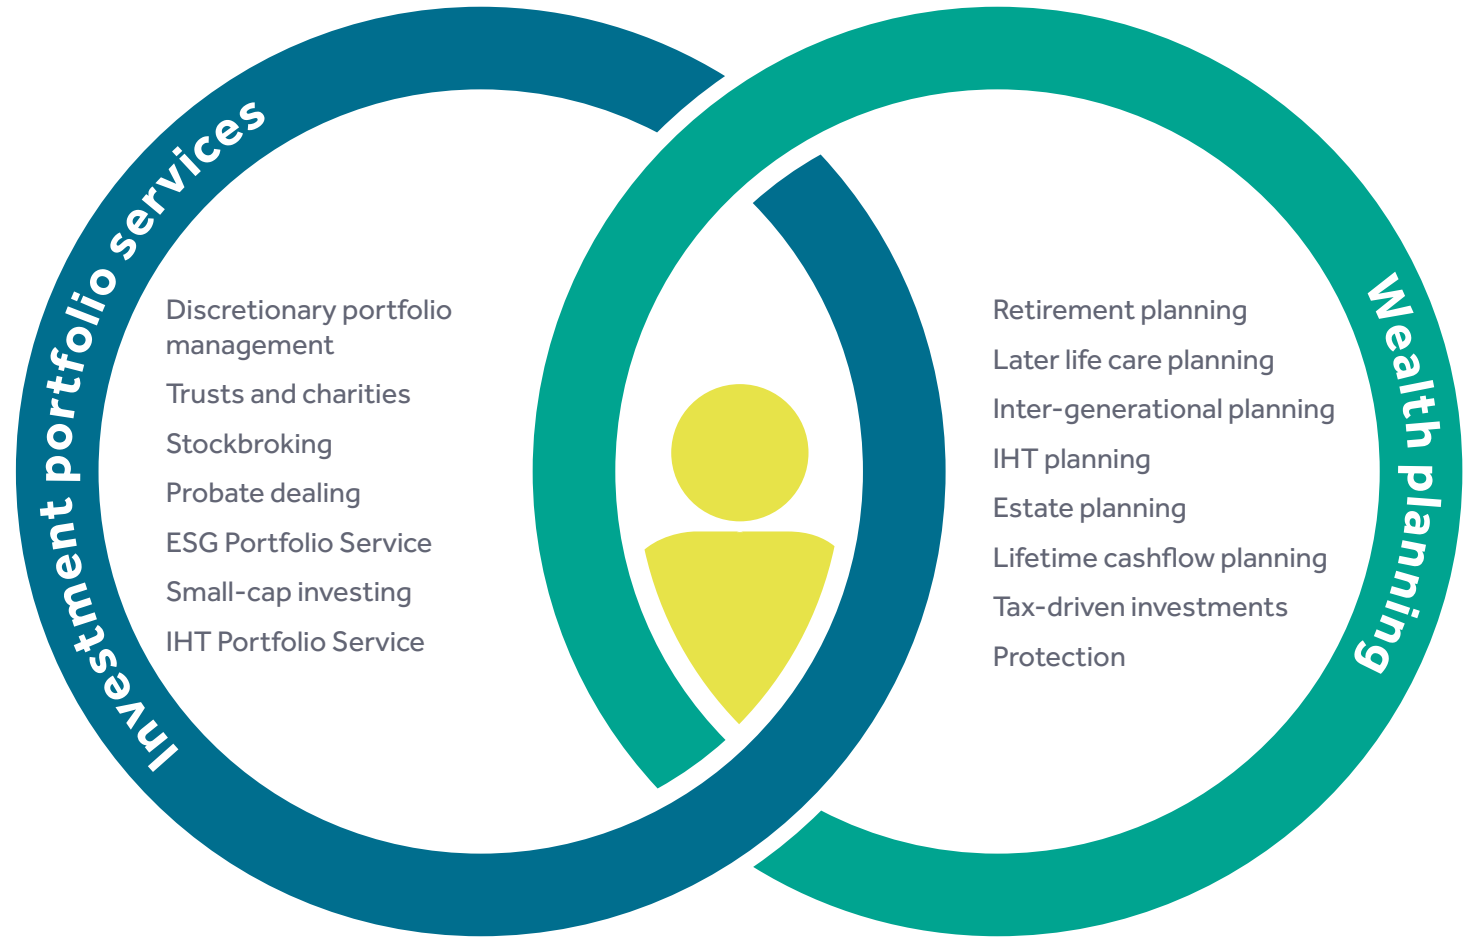 Investment portfolio services
Discretionary portfolio
management
Trusts and charities
Stockbroking
Probate dealing
ESG Portfolio Service
Small-cap investing
IHT Portfolio Service
Wealth planning
Retirement planning
Later life care planning
Inter-generational planning
IHT planning
Estate planning
Lifetime cashflow planning
Tax-driven investments
Protection